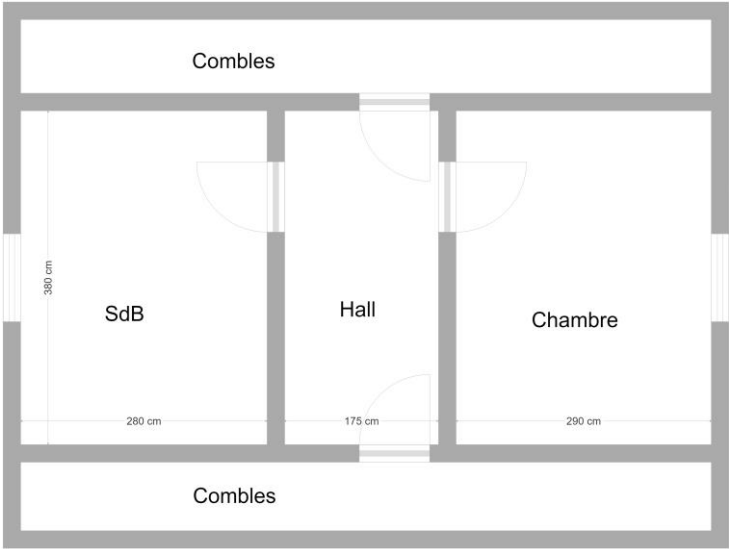 Combles
380 cm
SdB
Hall
Chambre
280 cm
175 cm
290 cm
Combles